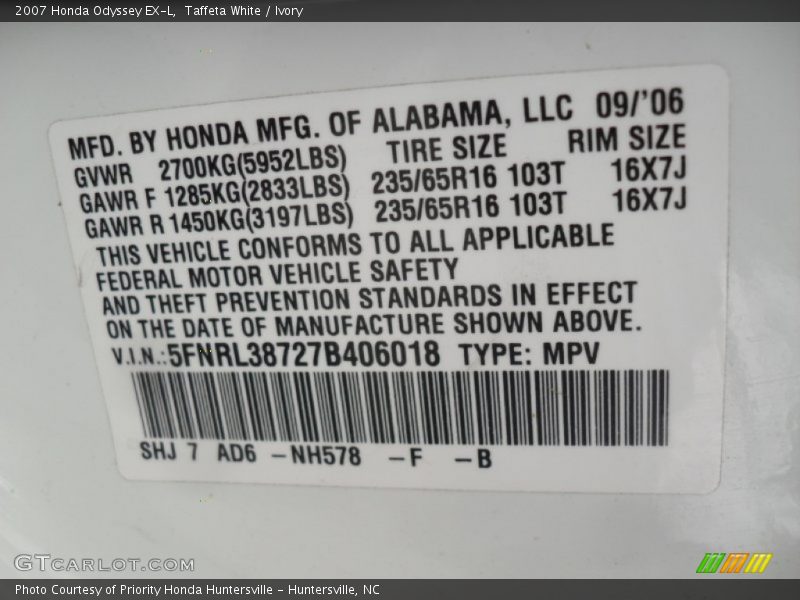 2007 Honda Odyssey EX-L, Taffeta White / Ivory
MFD. BY HONDA MFG. OF ALABAMA, LLC 09/'06
GVWR 2700KG(5952LBS) TIRE SIZE RIM SIZE
GAWR F 1285KG(2833LBS) 235/65R16 103T 16X7J
GAWR R 1450KG(3197LBS) 235/65R16 103T 16X7J
THIS VEHICLE CONFORMS TO ALL APPLICABLE
FEDERAL MOTOR VEHICLE SAFETY
AND THEFT PREVENTION STANDARDS IN EFFECT
ON THE DATE OF MANUFACTURE SHOWN ABOVE.
V.I.N.:5FNRL38727B406018 TYPE: MPV
SHJ 7 AD6 -NH578 -F -B
GTCARLOT.COM
Photo Courtesy of Priority Honda Huntersville - Huntersville, NC